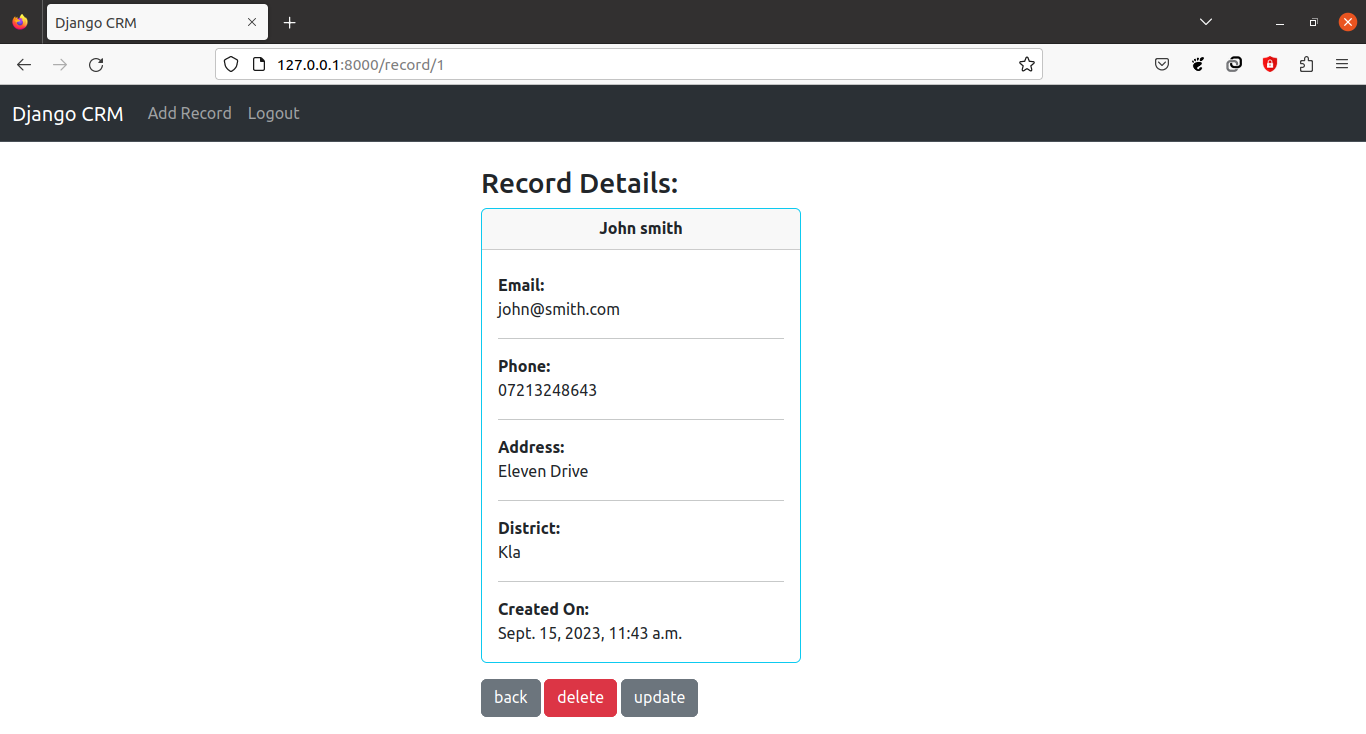 Django CRM
127.0.0.1:8000/record/1
Django CRM Add Record Logout
Record Details:
John smith
Email:
john@smith.com
Phone:
07213248643
Address:
Eleven Drive
District:
Kla
Created On:
Sept. 15, 2023, 11:43 a.m.
back delete update